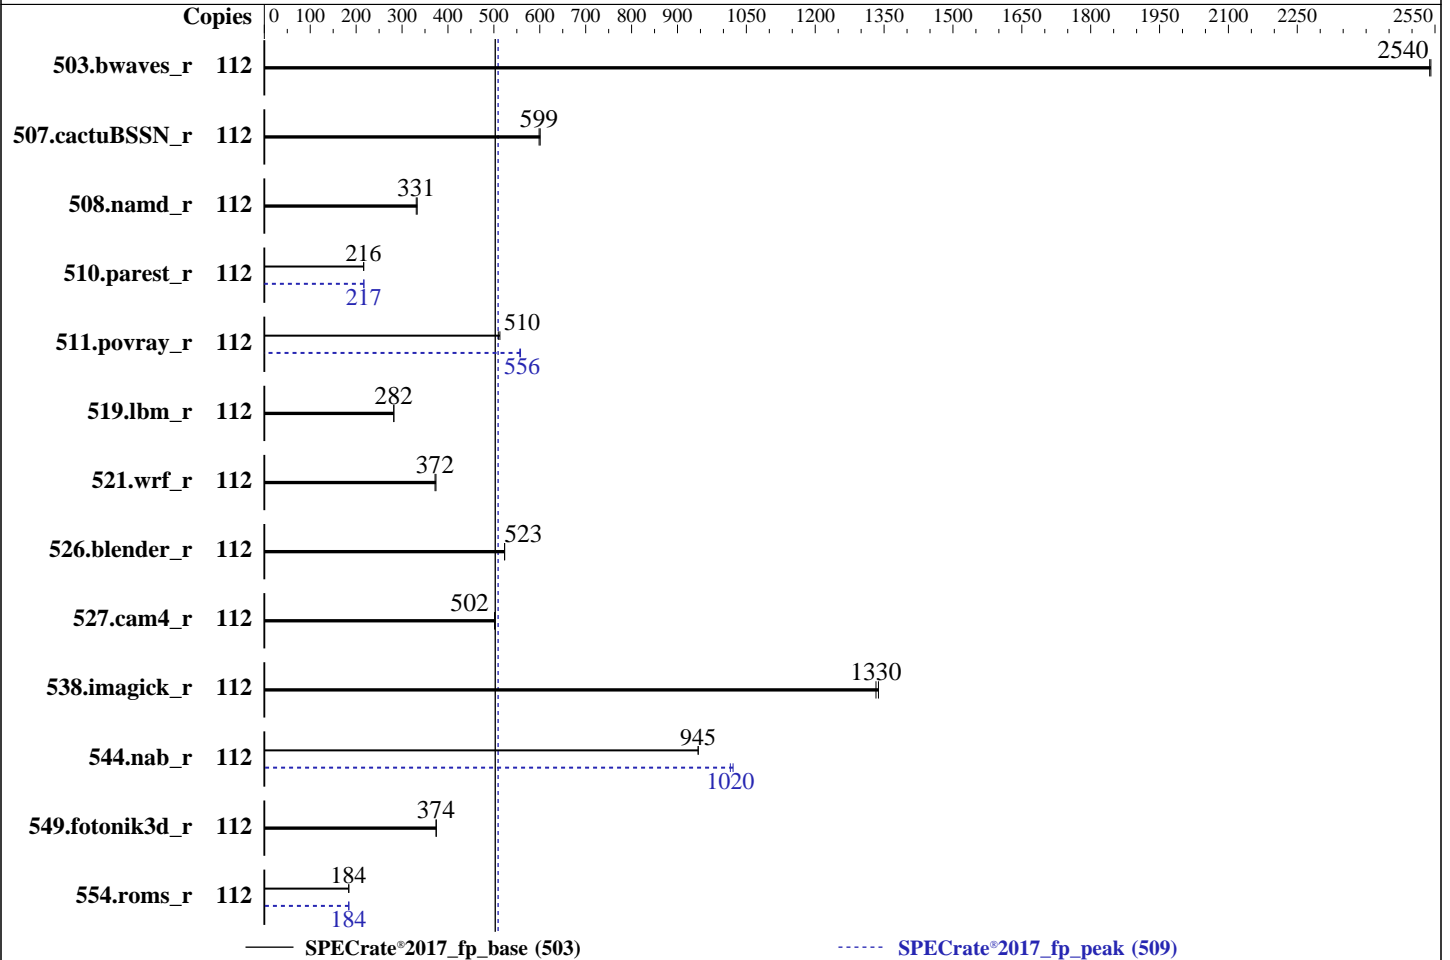 Copies 0 100 200 300 400 500 600 700 800 900 1050 1200 1350 1500 1650 1800 1950 2100 2250 2550
503.bwaves_r 112 2540
507.cactuBSSN_r 112 599
508.namd_r 112 331
510.parest_r 112 216
217
511.povray_r 112 510
556
519.lbm_r 112 282
521.wrf_r 112 372
526.blender_r 112 523
527.cam4_r 112 502
538.imagick_r 112 1330
544.nab_r 112 945
1020
549.fotonik3d_r 112 374
554.roms_r 112 184
184
SPECrate®2017_fp_base (503) SPECrate®2017_fp_peak (509)